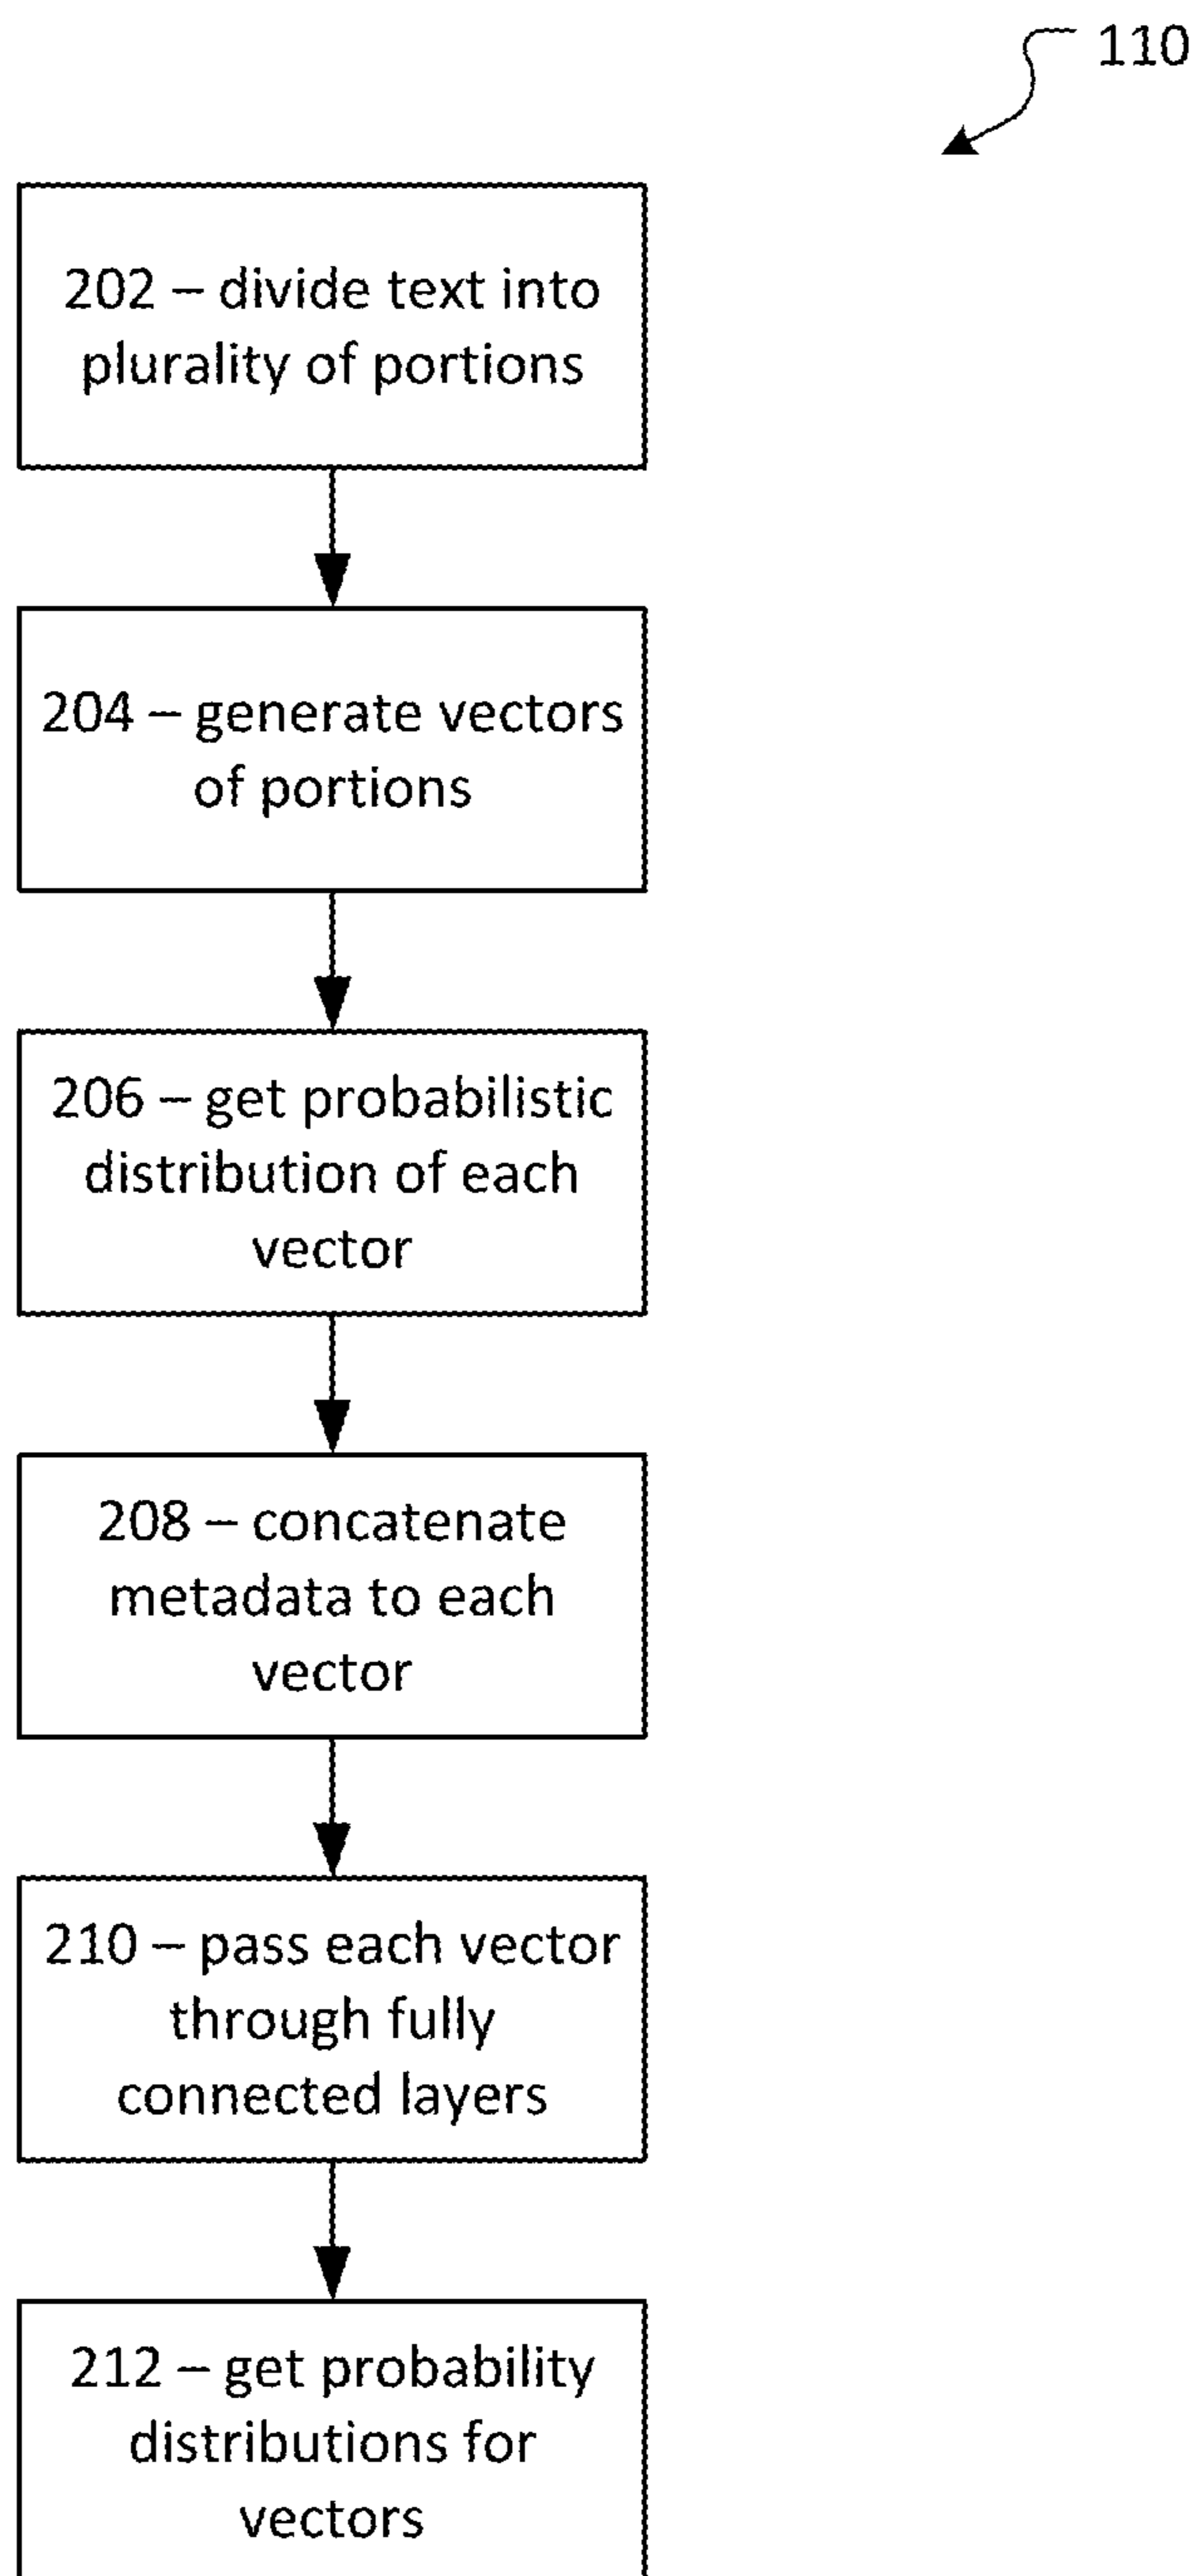 110
202 – divide text into
plurality of portions
204 – generate vectors
of portions
206 – get probabilistic
distribution of each
vector
208 – concatenate
metadata to each
vector
210 – pass each vector
through fully
connected layers
212 – get probability
distributions for
vectors